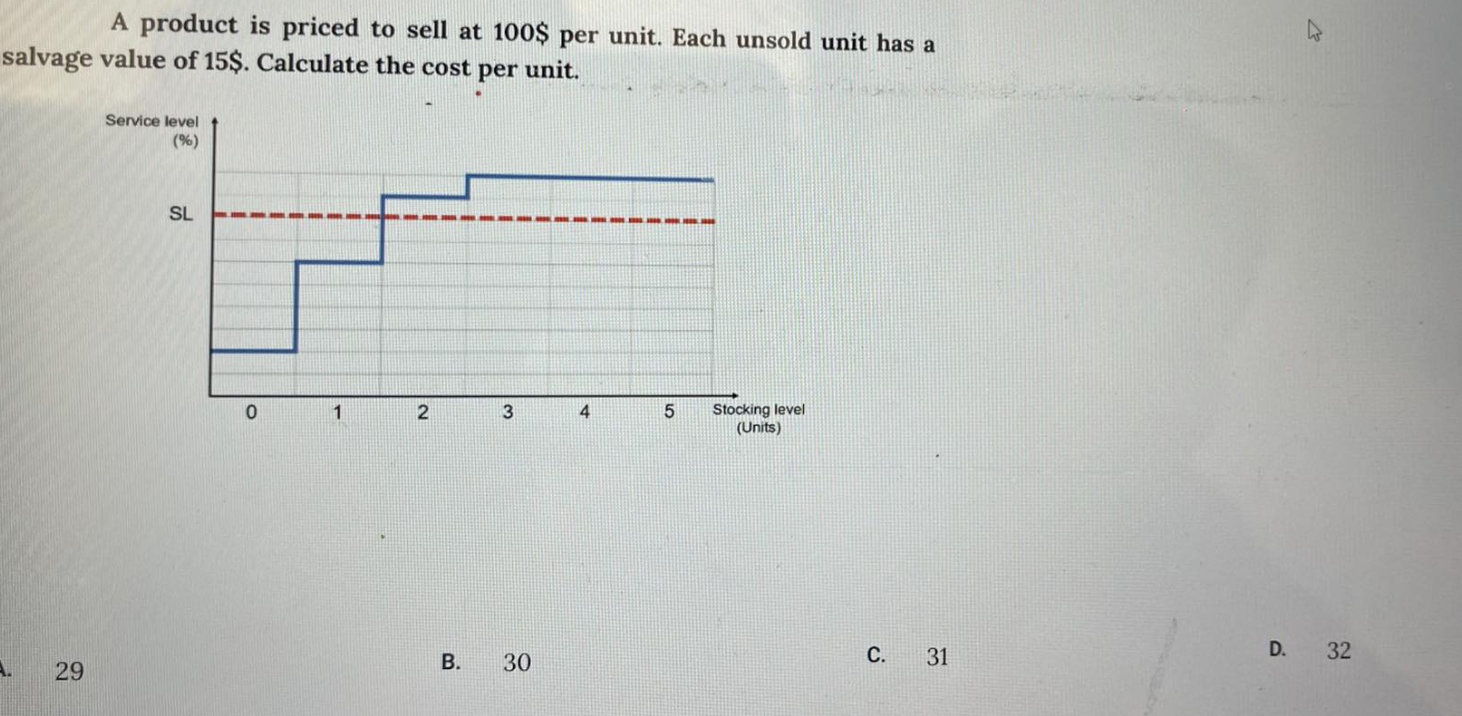 A product is priced to sell at 100$ per unit. Each unsold unit has a
salvage value of 15$. Calculate the cost per unit.
Service level
(%)
SL
0 1 2 3 4 5 Stocking level
(Units)
29 B. 30 C. 31 D. 32